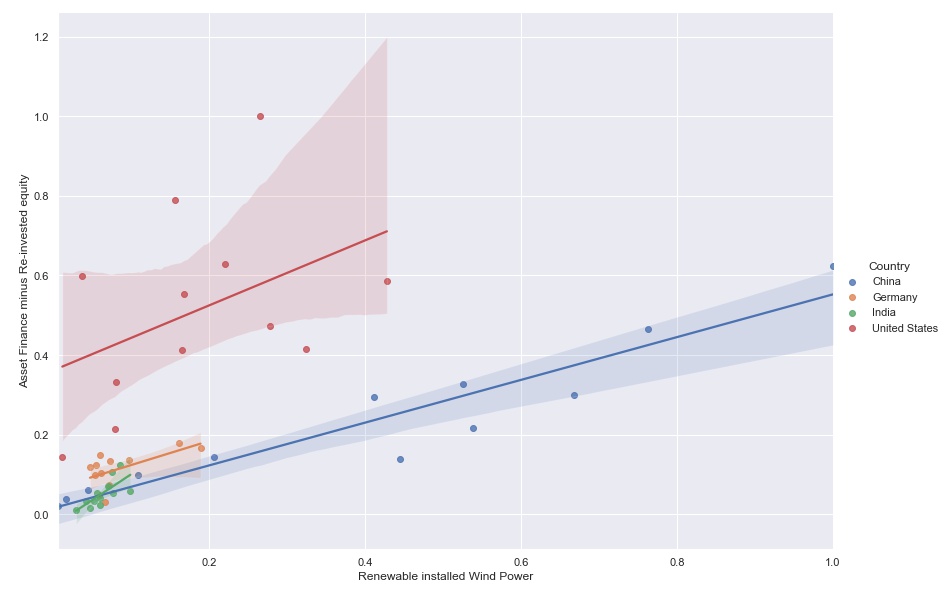 1.2
1.0
0.8
0.6
0.4
0.2
0.0
Asset Finance minus Re-invested equity
0.2 0.4 0.6 0.8 1.0
Renewable installed Wind Power
Country
China
Germany
India
United States